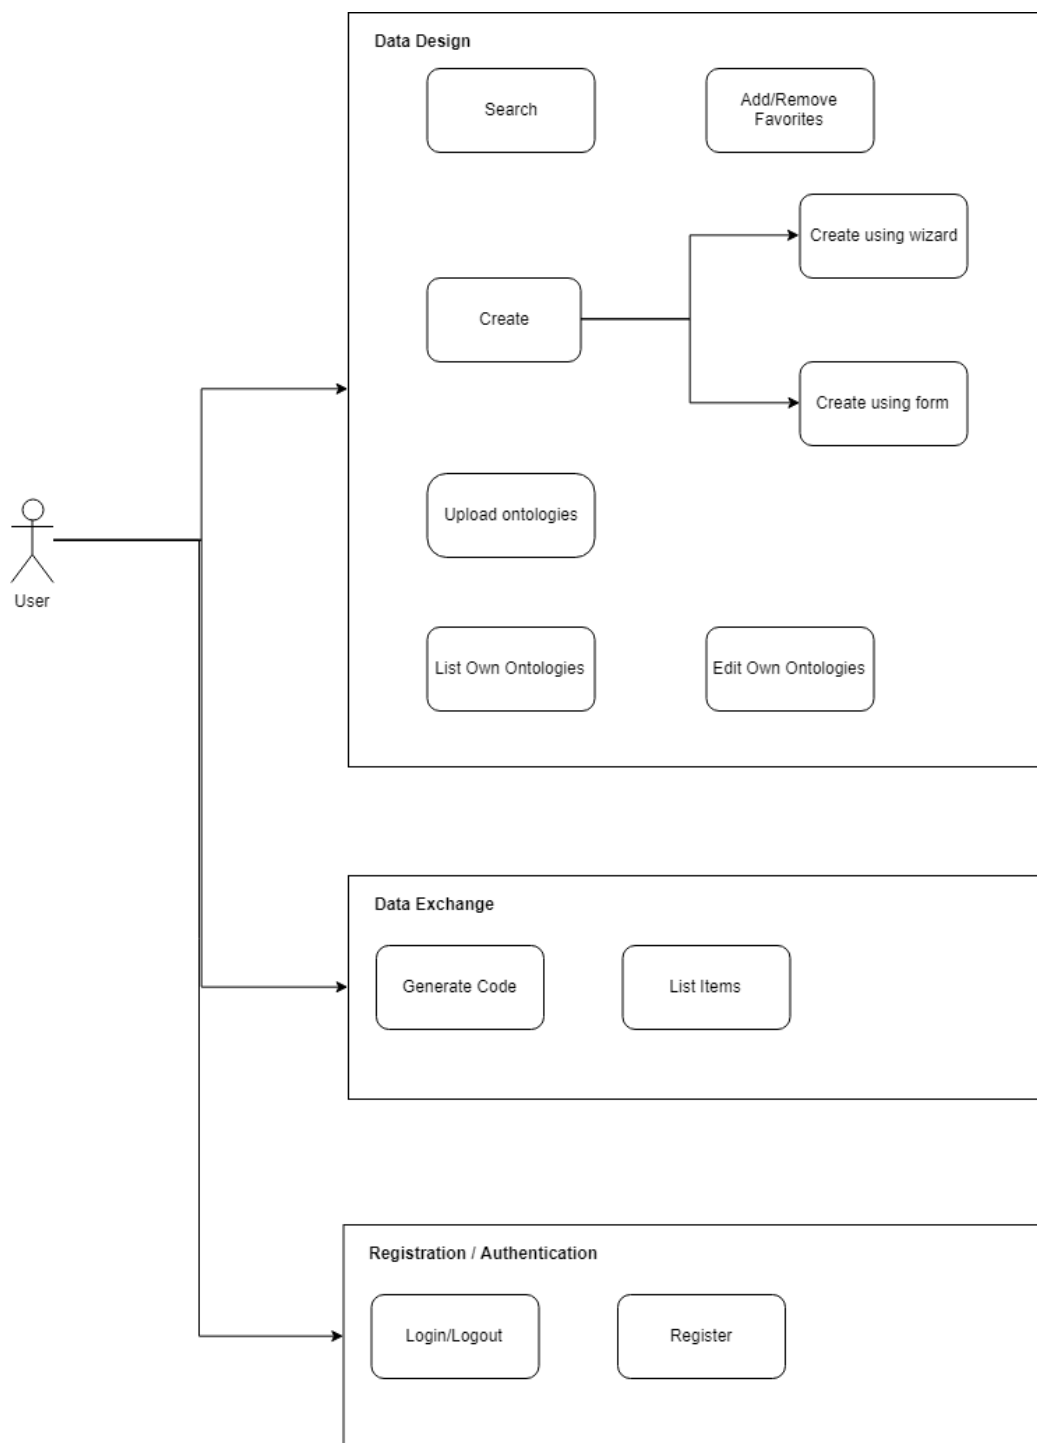 Data Design
Search
Add/Remove
Favorites
Create using wizard
Create
Create using form
Upload ontologies
User
List Own Ontologies
Edit Own Ontologies
Data Exchange
Generate Code
List Items
Registration / Authentication
Login/Logout
Register